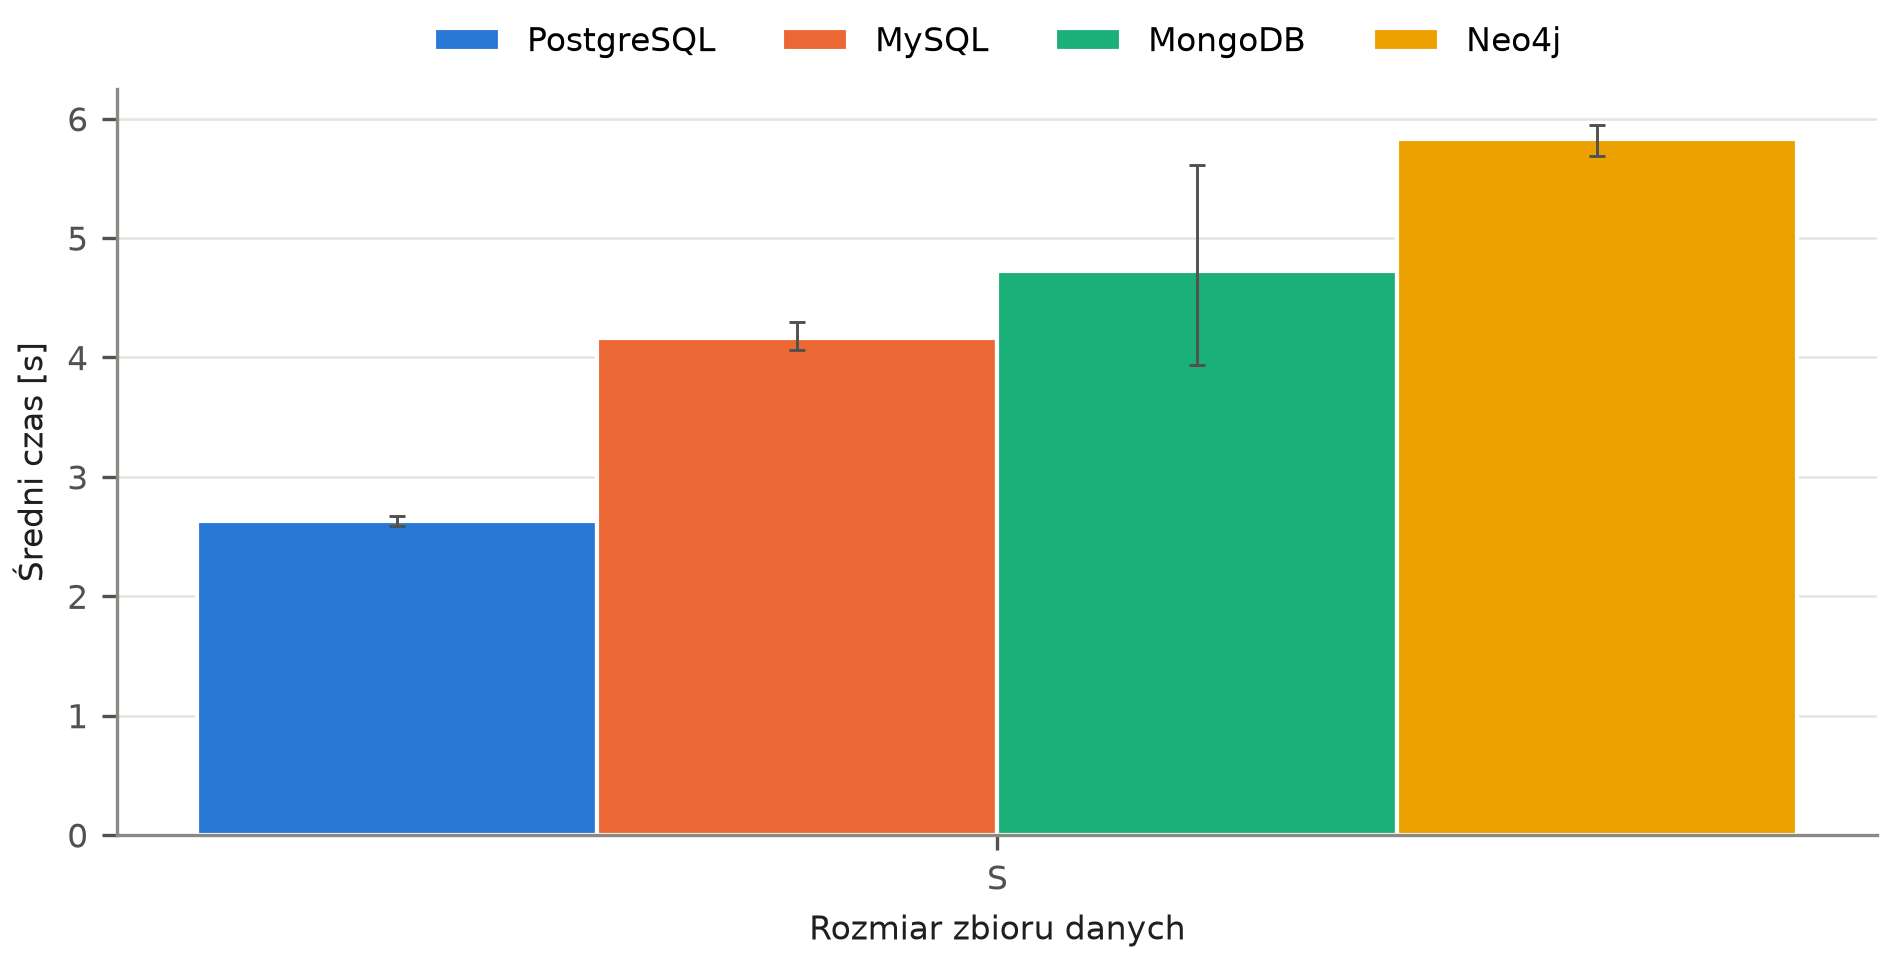 PostgreSQL MySQL MongoDB Neo4j
6
5
4
3
2
1
0
Średni czas [s]
S
Rozmiar zbioru danych